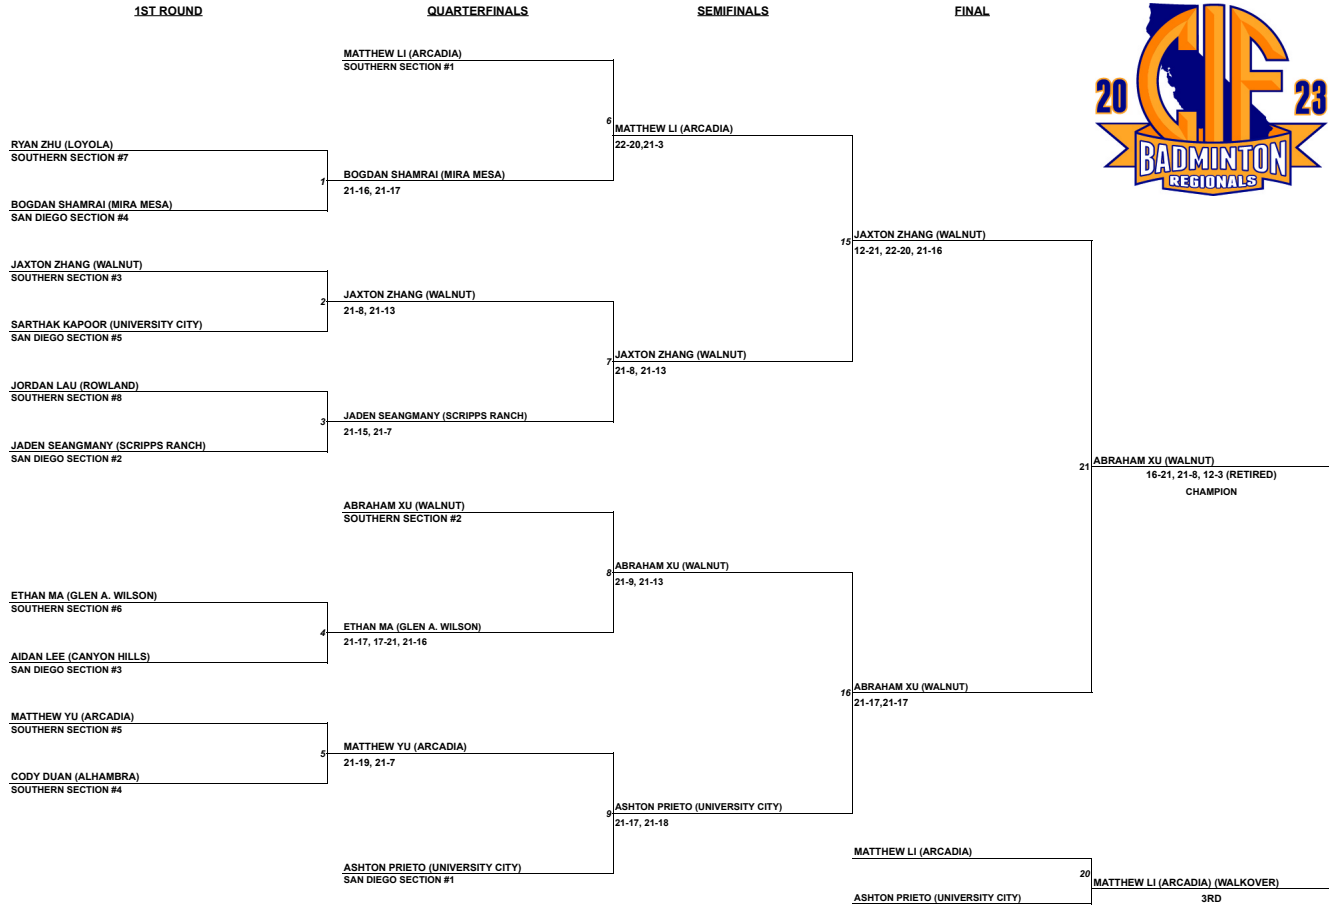 1ST ROUND
QUARTERFINALS
SEMIFINALS
FINAL
20 CIF 23
BADMINTON
REGIONALS
MATTHEW LI (ARCADIA)
SOUTHERN SECTION #1
6
MATTHEW LI (ARCADIA)
22-20,21-3
RYAN ZHU (LOYOLA)
SOUTHERN SECTION #7
1
BOGDAN SHAMRAI (MIRA MESA)
21-16, 21-17
BOGDAN SHAMRAI (MIRA MESA)
SAN DIEGO SECTION #4
15
JAXTON ZHANG (WALNUT)
12-21, 22-20, 21-16
JAXTON ZHANG (WALNUT)
SOUTHERN SECTION #3
2
JAXTON ZHANG (WALNUT)
21-8, 21-13
SARTHAK KAPOOR (UNIVERSITY CITY)
SAN DIEGO SECTION #5
7
JAXTON ZHANG (WALNUT)
21-8, 21-13
JORDAN LAU (ROWLAND)
SOUTHERN SECTION #8
3
JADEN SEANGMANY (SCRIPPS RANCH)
21-15, 21-7
JADEN SEANGMANY (SCRIPPS RANCH)
SAN DIEGO SECTION #2
21
ABRAHAM XU (WALNUT)
16-21, 21-8, 12-3 (RETIRED)
CHAMPION
ABRAHAM XU (WALNUT)
SOUTHERN SECTION #2
8
ABRAHAM XU (WALNUT)
21-9, 21-13
ETHAN MA (GLEN A. WILSON)
SOUTHERN SECTION #6
4
ETHAN MA (GLEN A. WILSON)
21-17, 17-21, 21-16
AIDAN LEE (CANYON HILLS)
SAN DIEGO SECTION #3
16
ABRAHAM XU (WALNUT)
21-17,21-17
MATTHEW YU (ARCADIA)
SOUTHERN SECTION #5
5
MATTHEW YU (ARCADIA)
21-19, 21-7
CODY DUAN (ALHAMBRA)
SOUTHERN SECTION #4
9
ASHTON PRIETO (UNIVERSITY CITY)
21-17, 21-18
ASHTON PRIETO (UNIVERSITY CITY)
SAN DIEGO SECTION #1
MATTHEW LI (ARCADIA)
20
MATTHEW LI (ARCADIA) (WALKOVER)
3RD
ASHTON PRIETO (UNIVERSITY CITY)